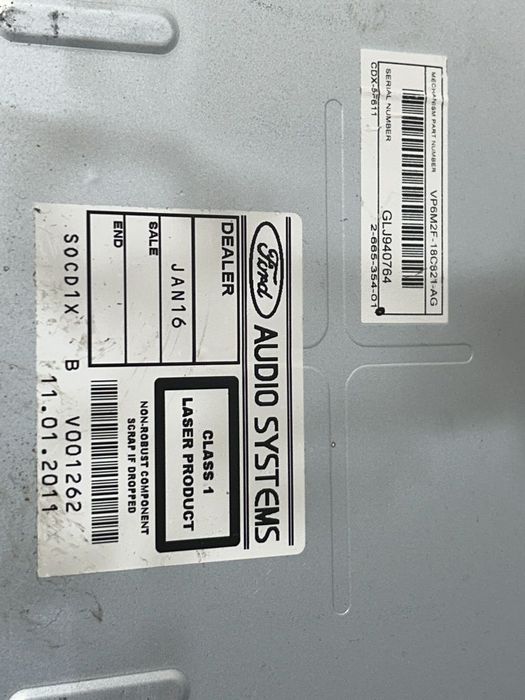 MECHANISM PART NUMBER VP6M2F-18C821-AG
SERIAL NUMBER GLJ940764
CDX-5F611 2-665-354-01
Ford AUDIO SYSTEMS
DEALER
JAN16
SALE
END
CLASS 1
LASER PRODUCT
NON-ROBUST COMPONENT
SCRAP IF DROPPED
S0CD1X B V001262
11.01.2011